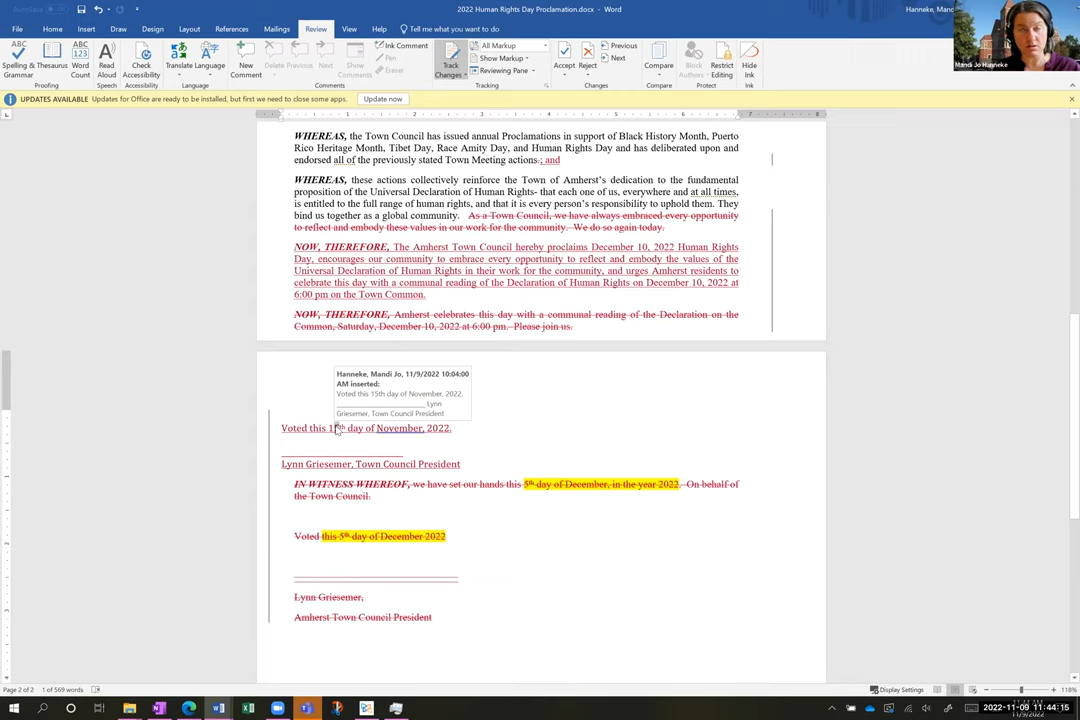 AutoSave
2022 Human Rights Day Proclamation.docx - Word
Hanneke, Mand
File Home Insert Draw Design Layout References Mailings Review View Help Tell me what you want to do
Spelling & Grammar Thesaurus Word Count Read Aloud Check Accessibility Translate Language New Comment Delete Previous Next Show Comments
Ink Comment
Pen
Eraser
Track Changes
All Markup
Show Markup
Reviewing Pane
Accept Reject
Previous
Next
Compare Block Authors Restrict Editing Hide Ink
Proofing Speech Accessibility Language Comments Tracking Changes Compare Protect Ink
Mandi Jo Hanneke
UPDATES AVAILABLE Updates for Office are ready to be installed, but first we need to close some apps. Update now
WHEREAS, the Town Council has issued annual Proclamations in support of Black History Month, Puerto
Rico Heritage Month, Tibet Day, Race Amity Day, and Human Rights Day and has deliberated upon and
endorsed all of the previously stated Town Meeting actions.; and
WHEREAS, these actions collectively reinforce the Town of Amherst's dedication to the fundamental
proposition of the Universal Declaration of Human Rights- that each one of us, everywhere and at all times,
is entitled to the full range of human rights, and that it is every person's responsibility to uphold them. They
bind us together as a global community. As a Town Council, we have always embraced every opportunity
to reflect and embody these values in our work for the community. We do so again today.
NOW, THEREFORE, The Amherst Town Council hereby proclaims December 10, 2022 Human Rights
Day, encourages our community to embrace every opportunity to reflect and embody the values of the
Universal Declaration of Human Rights in their work for the community, and urges Amherst residents to
celebrate this day with a communal reading of the Declaration of Human Rights on December 10, 2022 at
6:00 pm on the Town Common.
NOW, THEREFORE, Amherst celebrates this day with a communal reading of the Declaration on the
Common, Saturday, December 10, 2022 at 6:00 pm. Please join us.
Hanneke, Mandi Jo, 11/9/2022 10:04:00
AM inserted:
Voted this 15th day of November, 2022.
Lynn
Griesemer, Town Council President
Voted this 15th day of November, 2022.
Lynn Griesemer, Town Council President
IN WITNESS WHEREOF, we have set our hands this 5th day of December, in the year 2022. On behalf of
the Town Council.
Voted this 5th day of December 2022
Lynn Griesemer,
Amherst Town Council President
Page 2 of 2 1 of 569 words
Display Settings
118%
2022-11-09 11:44:15
11/9/2022